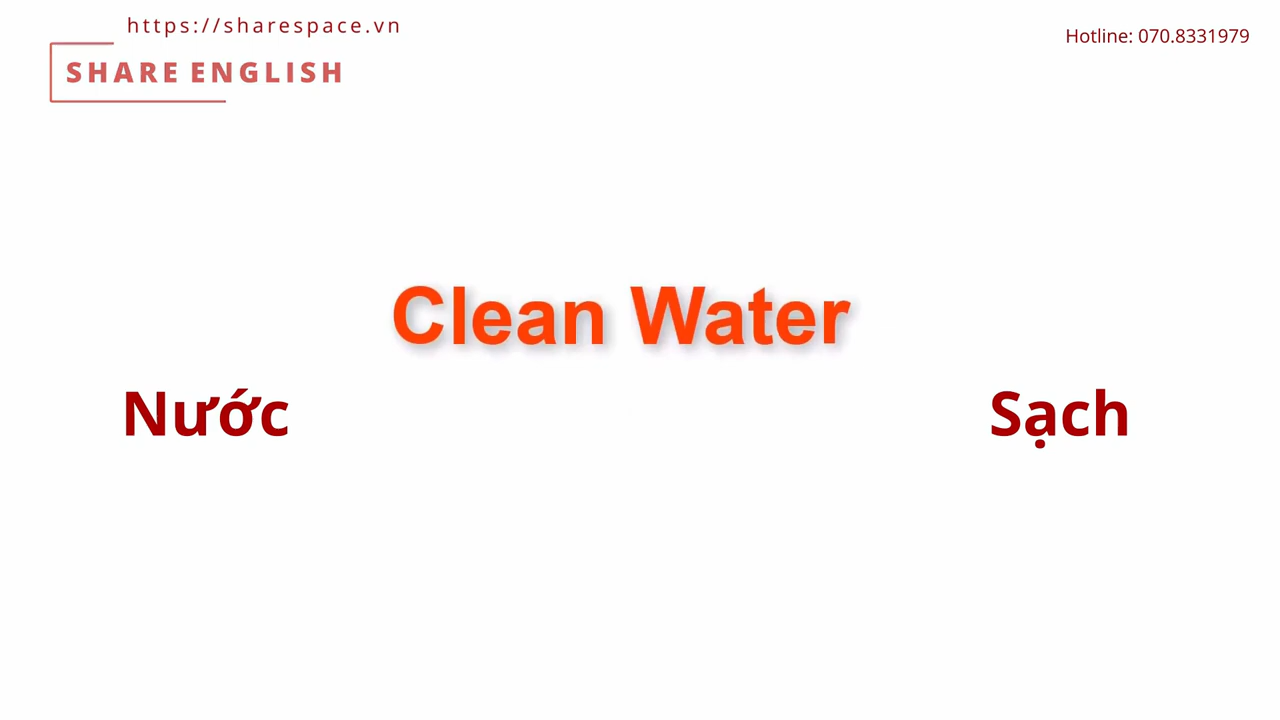 https://sharespace.vn
Hotline: 070.8331979
SHARE ENGLISH
Clean Water
Nước Sạch